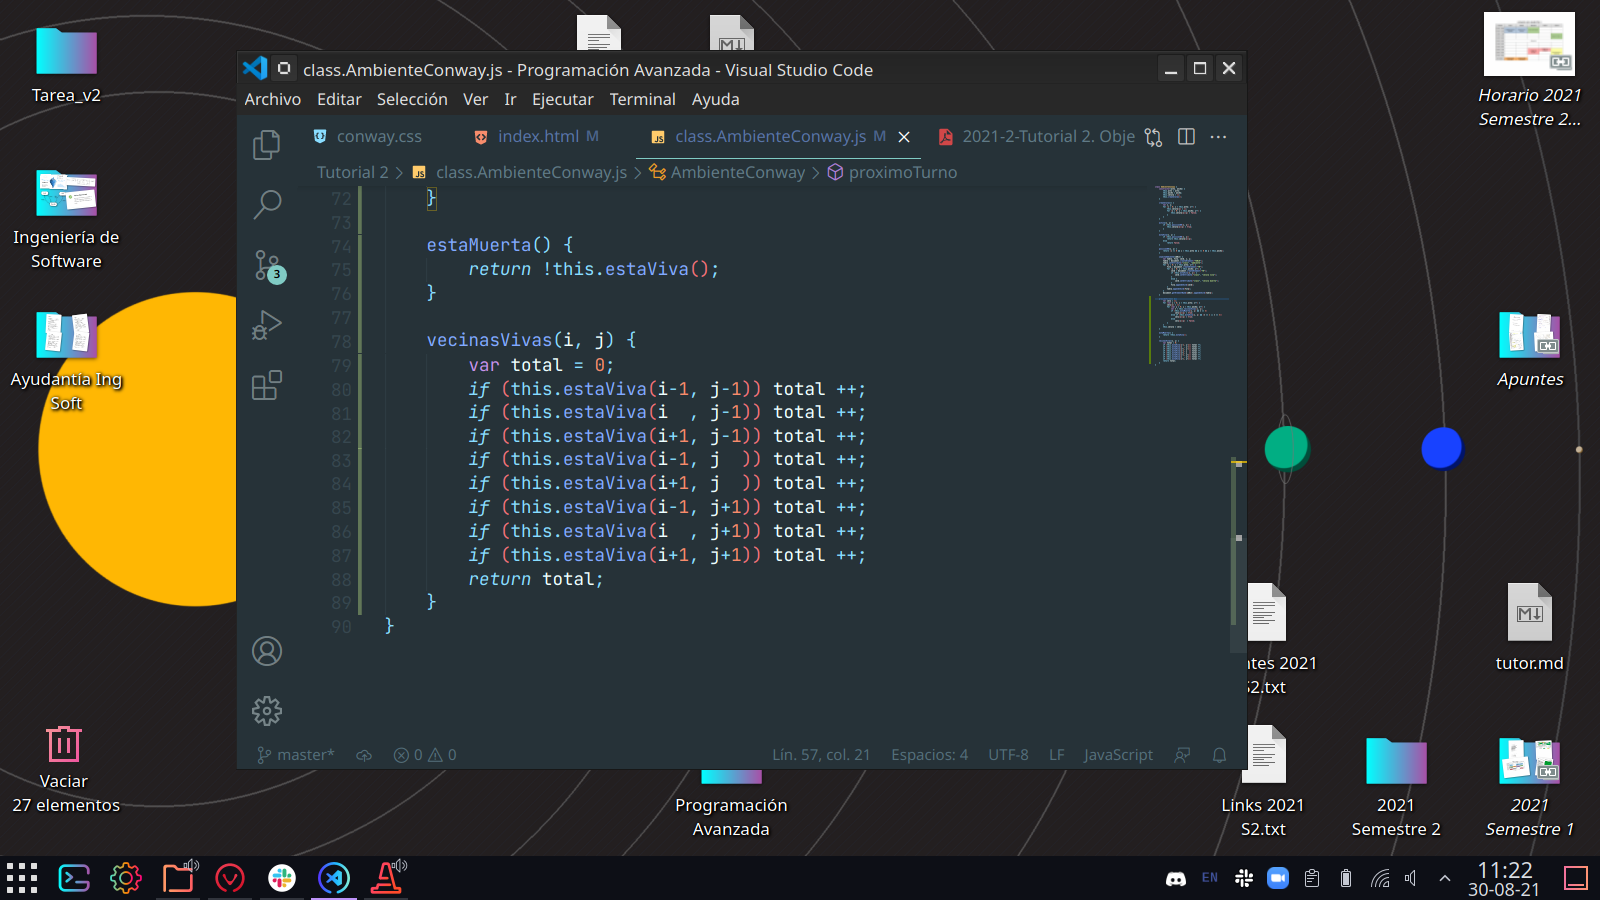 Tarea_v2
Ingeniería de
Software
Ayudantía Ing
Soft
Vaciar
27 elementos
class.AmbienteConway.js - Programación Avanzada - Visual Studio Code
Archivo Editar Selección Ver Ir Ejecutar Terminal Ayuda
conway.css index.html M class.AmbienteConway.js M 2021-2-Tutorial 2. Obje
Tutorial 2 > JS class.AmbienteConway.js > AmbienteConway > proximoTurno
72 }
73
74 estaMuerta() {
75 return !this.estaViva();
76 }
77
78 vecinasVivas(i, j) {
79 var total = 0;
80 if (this.estaViva(i-1, j-1)) total ++;
81 if (this.estaViva(i  , j-1)) total ++;
82 if (this.estaViva(i+1, j-1)) total ++;
83 if (this.estaViva(i-1, j  )) total ++;
84 if (this.estaViva(i+1, j  )) total ++;
85 if (this.estaViva(i-1, j+1)) total ++;
86 if (this.estaViva(i  , j+1)) total ++;
87 if (this.estaViva(i+1, j+1)) total ++;
88 return total;
89 }
90 }
3
master* 0 0 Lín. 57, col. 21 Espacios: 4 UTF-8 LF JavaScript
Programación
Avanzada
Horario 2021
Semestre 2...
Apuntes
M
tutor.md
ntes 2021
S2.txt
Links 2021
S2.txt
2021
Semestre 2
2021
Semestre 1
EN
11:22
30-08-21